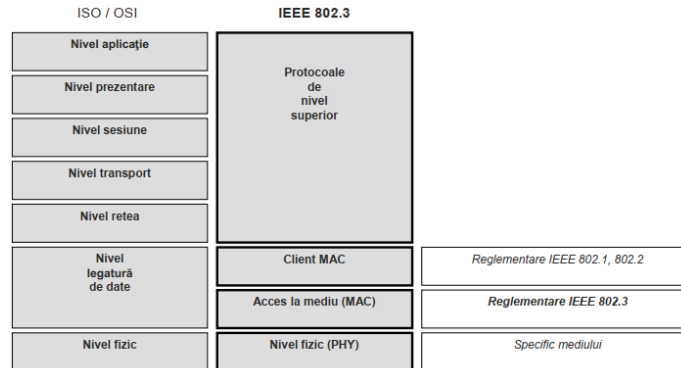 ISO / OSI
IEEE 802.3
Nivel aplicaţie
Nivel prezentare
Nivel sesiune
Nivel transport
Nivel retea
Protocoale
de
nivel
superior
Nivel
legatură
de date
Client MAC
Reglementare IEEE 802.1, 802.2
Acces la mediu (MAC)
Reglementare IEEE 802.3
Nivel fizic
Nivel fizic (PHY)
Specific mediului